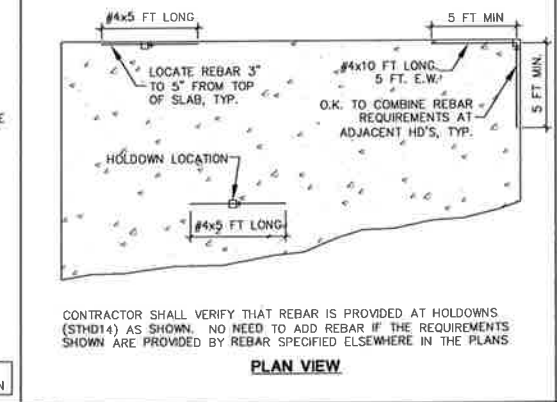 #4x5 FT LONG
5 FT MIN
LOCATE REBAR 3"
TO 5" FROM TOP
OF SLAB, TYP.
#4x10 FT LONG
5 FT. E.W.
5 FT MIN.
O.K. TO COMBINE REBAR
REQUIREMENTS AT
ADJACENT HD'S, TYP.
HOLDOWN LOCATION
#4x5 FT LONG
CONTRACTOR SHALL VERIFY THAT REBAR IS PROVIDED AT HOLDOWNS
(STHD14) AS SHOWN. NO NEED TO ADD REBAR IF THE REQUIREMENTS
SHOWN ARE PROVIDED BY REBAR SPECIFIED ELSEWHERE IN THE PLANS
PLAN VIEW
E
N